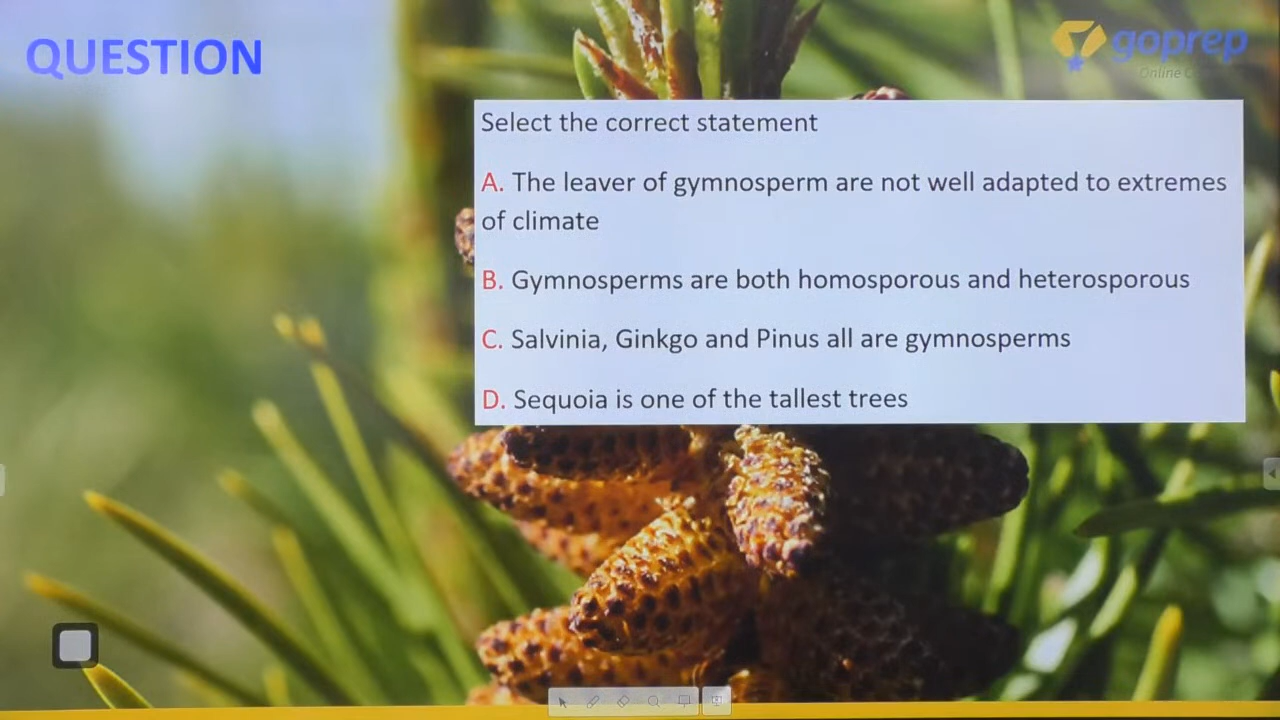 QUESTION
goprep
Online
Select the correct statement
A. The leaver of gymnosperm are not well adapted to extremes
of climate
B. Gymnosperms are both homosporous and heterosporous
C. Salvinia, Ginkgo and Pinus all are gymnosperms
D. Sequoia is one of the tallest trees